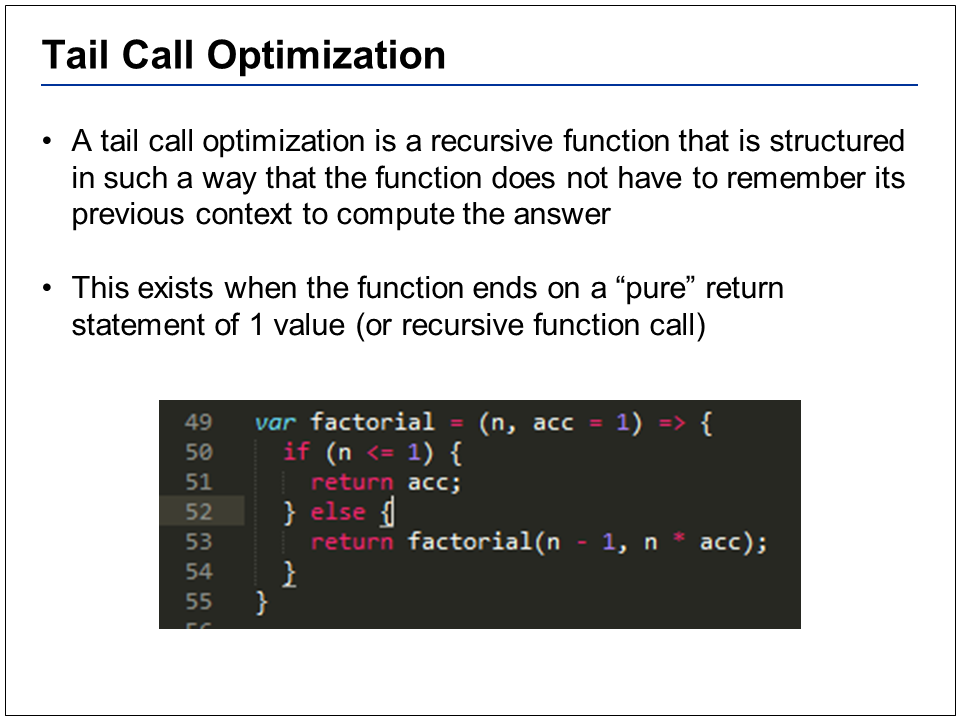 Tail Call Optimization
• A tail call optimization is a recursive function that is structured
in such a way that the function does not have to remember its
previous context to compute the answer
• This exists when the function ends on a “pure” return
statement of 1 value (or recursive function call)
49 var factorial = (n, acc = 1) => {
50 if (n <= 1) {
51 return acc;
52 } else {
53 return factorial(n - 1, n * acc);
54 }
55 }